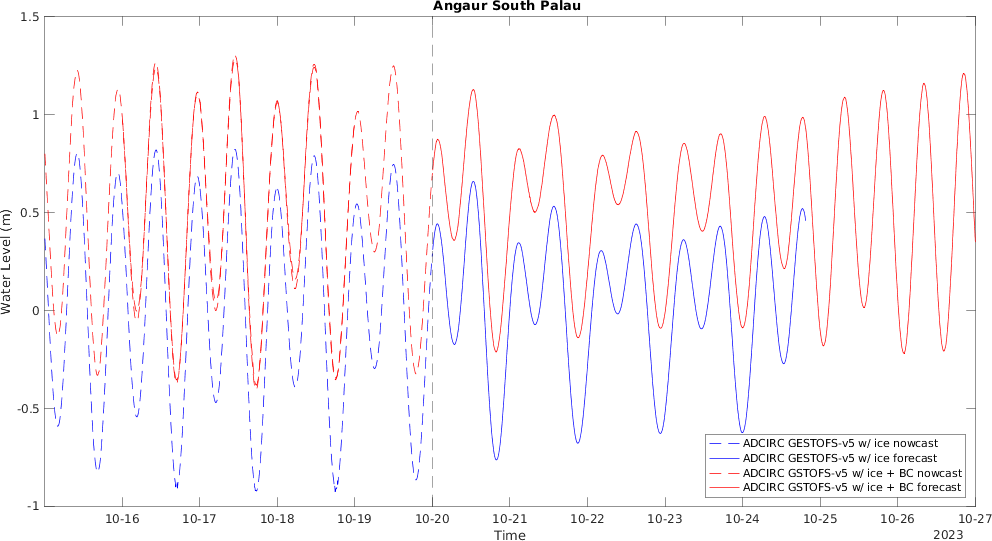 Angaur South Palau
Water Level (m)
1.5
1
0.5
0
-0.5
-1
10-16
10-17
10-18
10-19
10-20
10-21
10-22
10-23
10-24
10-25
10-26
10-27
Time
2023
ADCIRC GESTOFS-v5 w/ ice nowcast
ADCIRC GESTOFS-v5 w/ ice forecast
ADCIRC GSTOFS-v5 w/ ice + BC nowcast
ADCIRC GSTOFS-v5 w/ ice + BC forecast